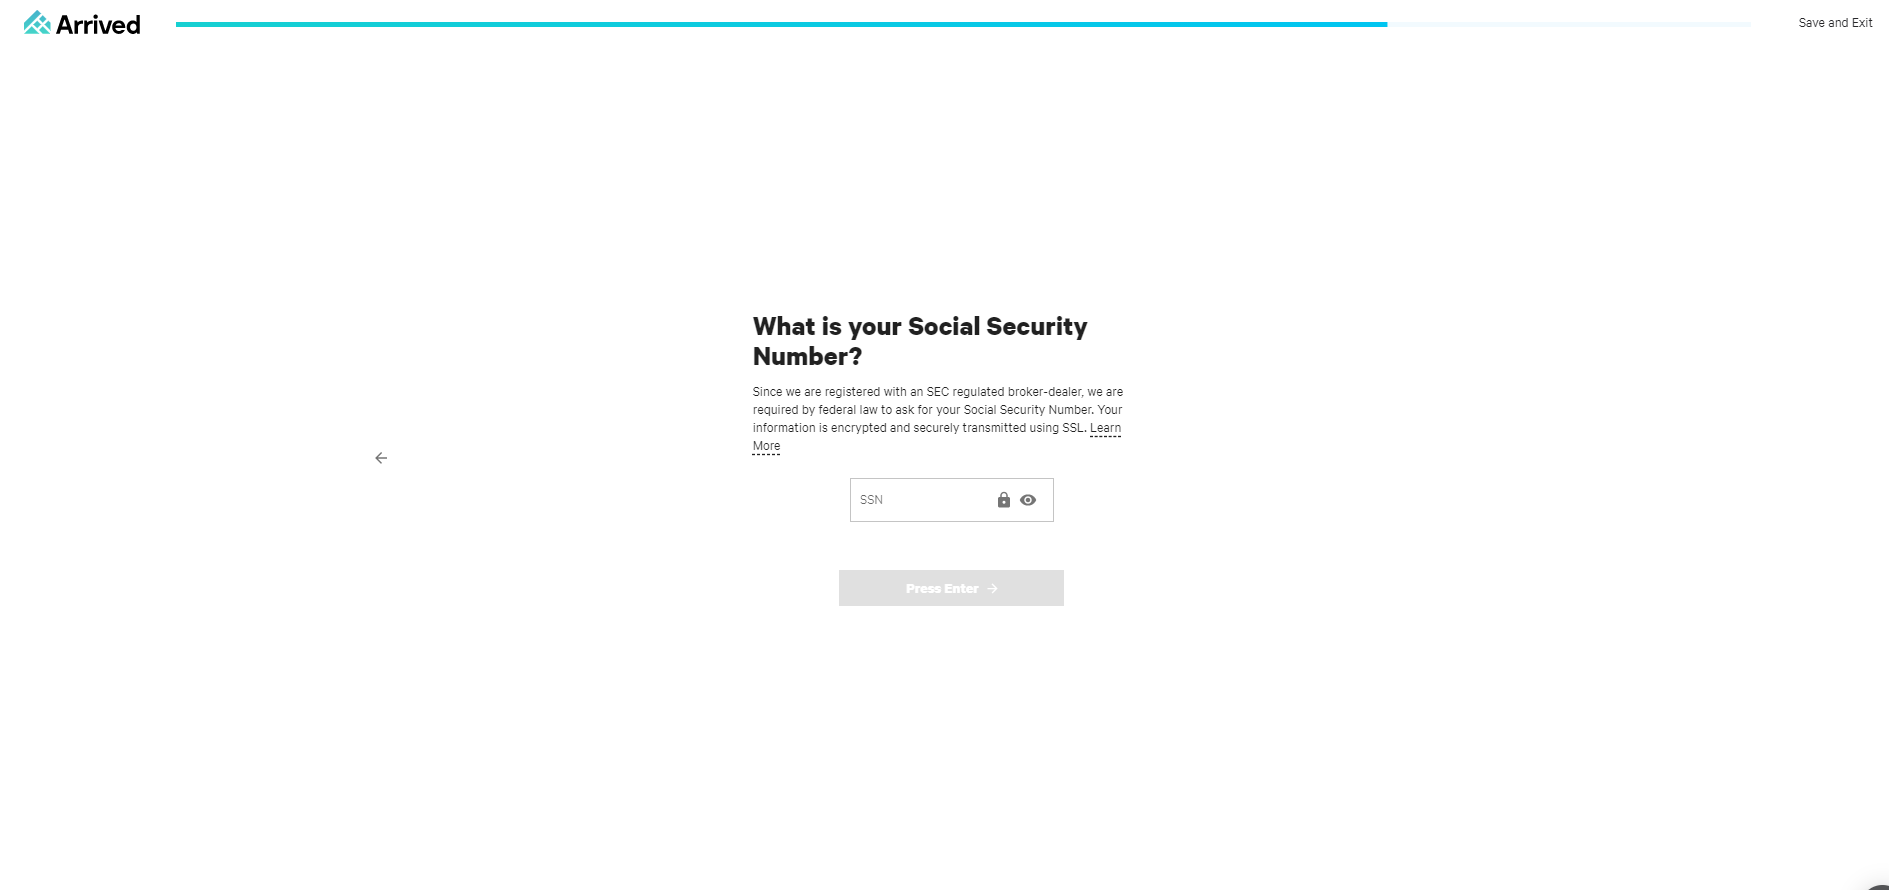 Arrived
Save and Exit
What is your Social Security
Number?
Since we are registered with an SEC regulated broker-dealer, we are
required by federal law to ask for your Social Security Number. Your
information is encrypted and securely transmitted using SSL. Learn
More
SSN
Press Enter